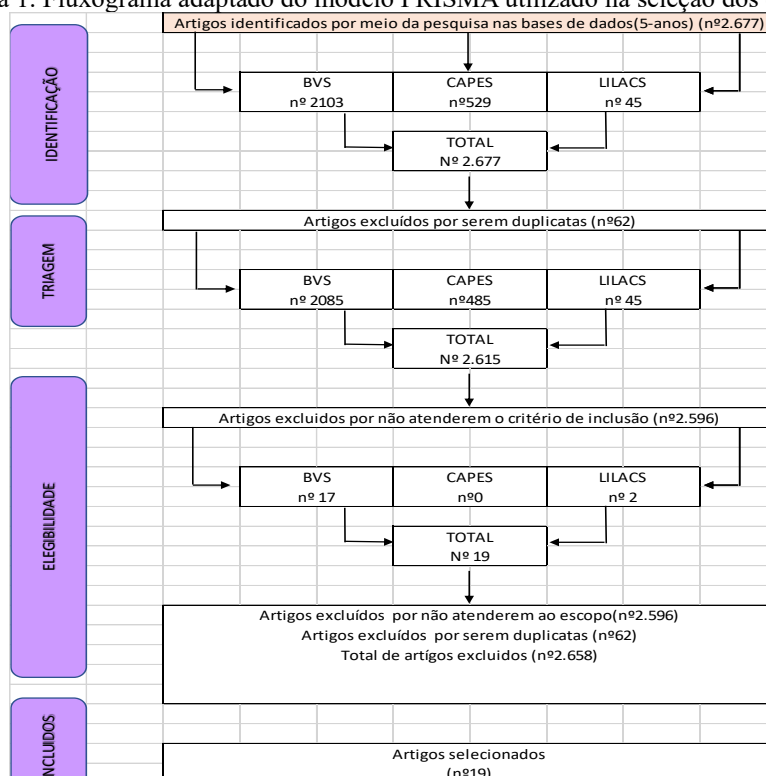 a 1. Fluxograma adaptado do modelo PRISMA utilizado na seleção dos
Artigos identificados por meio da pesquisa nas bases de dados(5-anos) (nº2.677)
IDENTIFICAÇÃO
BVS CAPES LILACS
nº 2103 nº529 nº 45
TOTAL
Nº 2.677
Artigos excluídos por serem duplicatas (nº62)
TRIAGEM
BVS CAPES LILACS
nº 2085 nº485 nº 45
TOTAL
Nº 2.615
Artigos excluidos por não atenderem o critério de inclusão (nº2.596)
ELEGIBILIDADE
BVS CAPES LILACS
nº 17 nº0 nº 2
TOTAL
Nº 19
Artigos excluídos por não atenderem ao escopo(nº2.596)
Artigos excluídos por serem duplicatas (nº62)
Total de artígos excluidos (nº2.658)
NCLUIDOS
Artigos selecionados
(nº19)